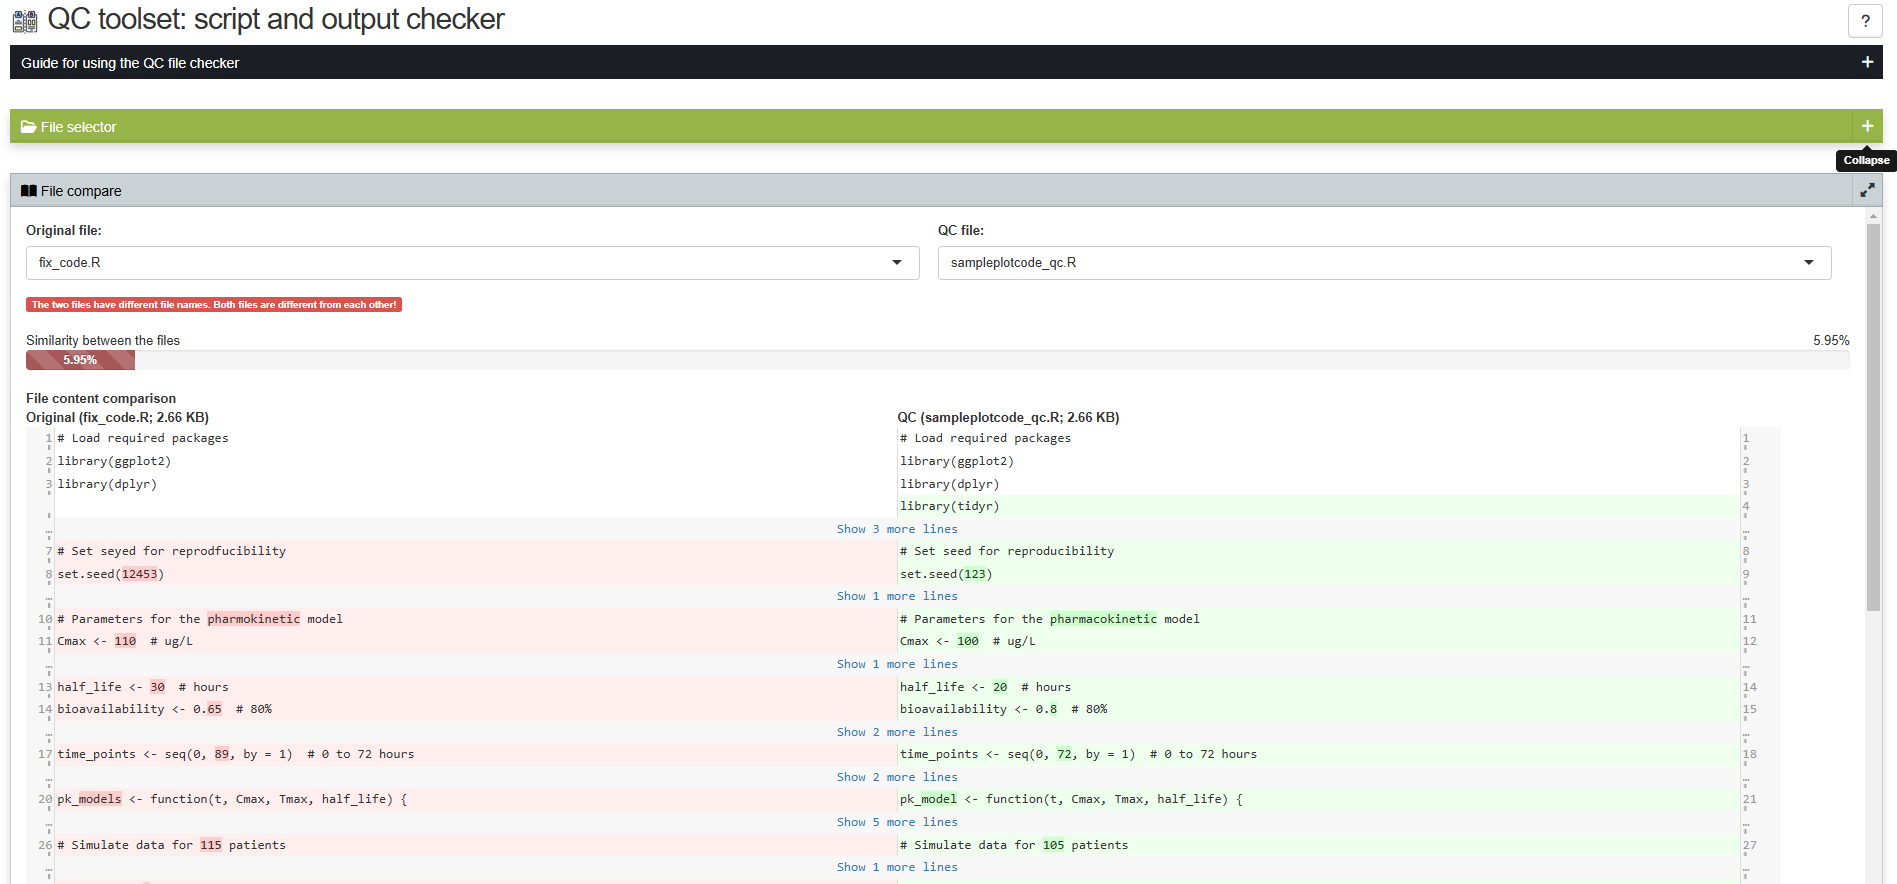 QC toolset: script and output checker
?
Guide for using the QC file checker
File selector
Collapse
File compare
Original file:
QC file:
fix_code.R
sampleplotcode_qc.R
The two files have different file names. Both files are different from each other!
Similarity between the files
5.95%
5.95%
File content comparison
Original (fix_code.R; 2.66 KB)
QC (sampleplotcode_qc.R; 2.66 KB)
1 # Load required packages
# Load required packages 1
2 library(ggplot2)
library(ggplot2) 2
3 library(dplyr)
library(dplyr) 3
library(tidyr) 4
... Show 3 more lines ...
7 # Set seyed for reprodfucibility
# Set seed for reproducibility 8
8 set.seed(12453)
set.seed(123) 9
... Show 1 more lines ...
10 # Parameters for the pharmokinetic model
# Parameters for the pharmacokinetic model 11
11 Cmax <- 110  # ug/L
Cmax <- 100  # ug/L 12
... Show 1 more lines ...
13 half_life <- 30  # hours
half_life <- 20  # hours 14
14 bioavailability <- 0.65  # 80%
bioavailability <- 0.8  # 80% 15
... Show 2 more lines ...
17 time_points <- seq(0, 89, by = 1)  # 0 to 72 hours
time_points <- seq(0, 72, by = 1)  # 0 to 72 hours 18
... Show 2 more lines ...
20 pk_models <- function(t, Cmax, Tmax, half_life) {
pk_model <- function(t, Cmax, Tmax, half_life) { 21
... Show 5 more lines ...
26 # Simulate data for 115 patients
# Simulate data for 105 patients 27
... Show 1 more lines ...